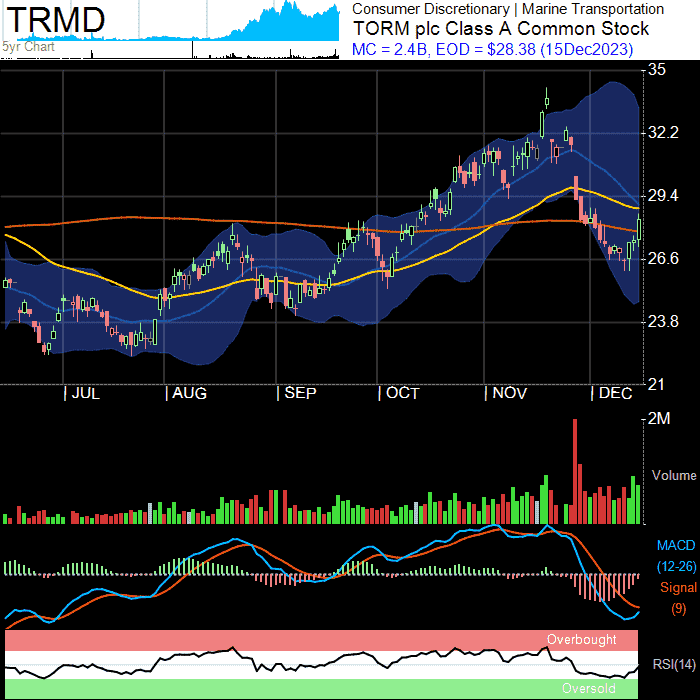 TRMD
5yr Chart
Consumer Discretionary | Marine Transportation
TORM plc Class A Common Stock
MC = 2.4B, EOD = $28.38 (15Dec2023)
35
32.2
29.4
26.6
23.8
21
| JUL | AUG | SEP | OCT | NOV | DEC
2M
Volume
MACD
(12-26)
Signal
(9)
Overbought
RSI(14)
Oversold